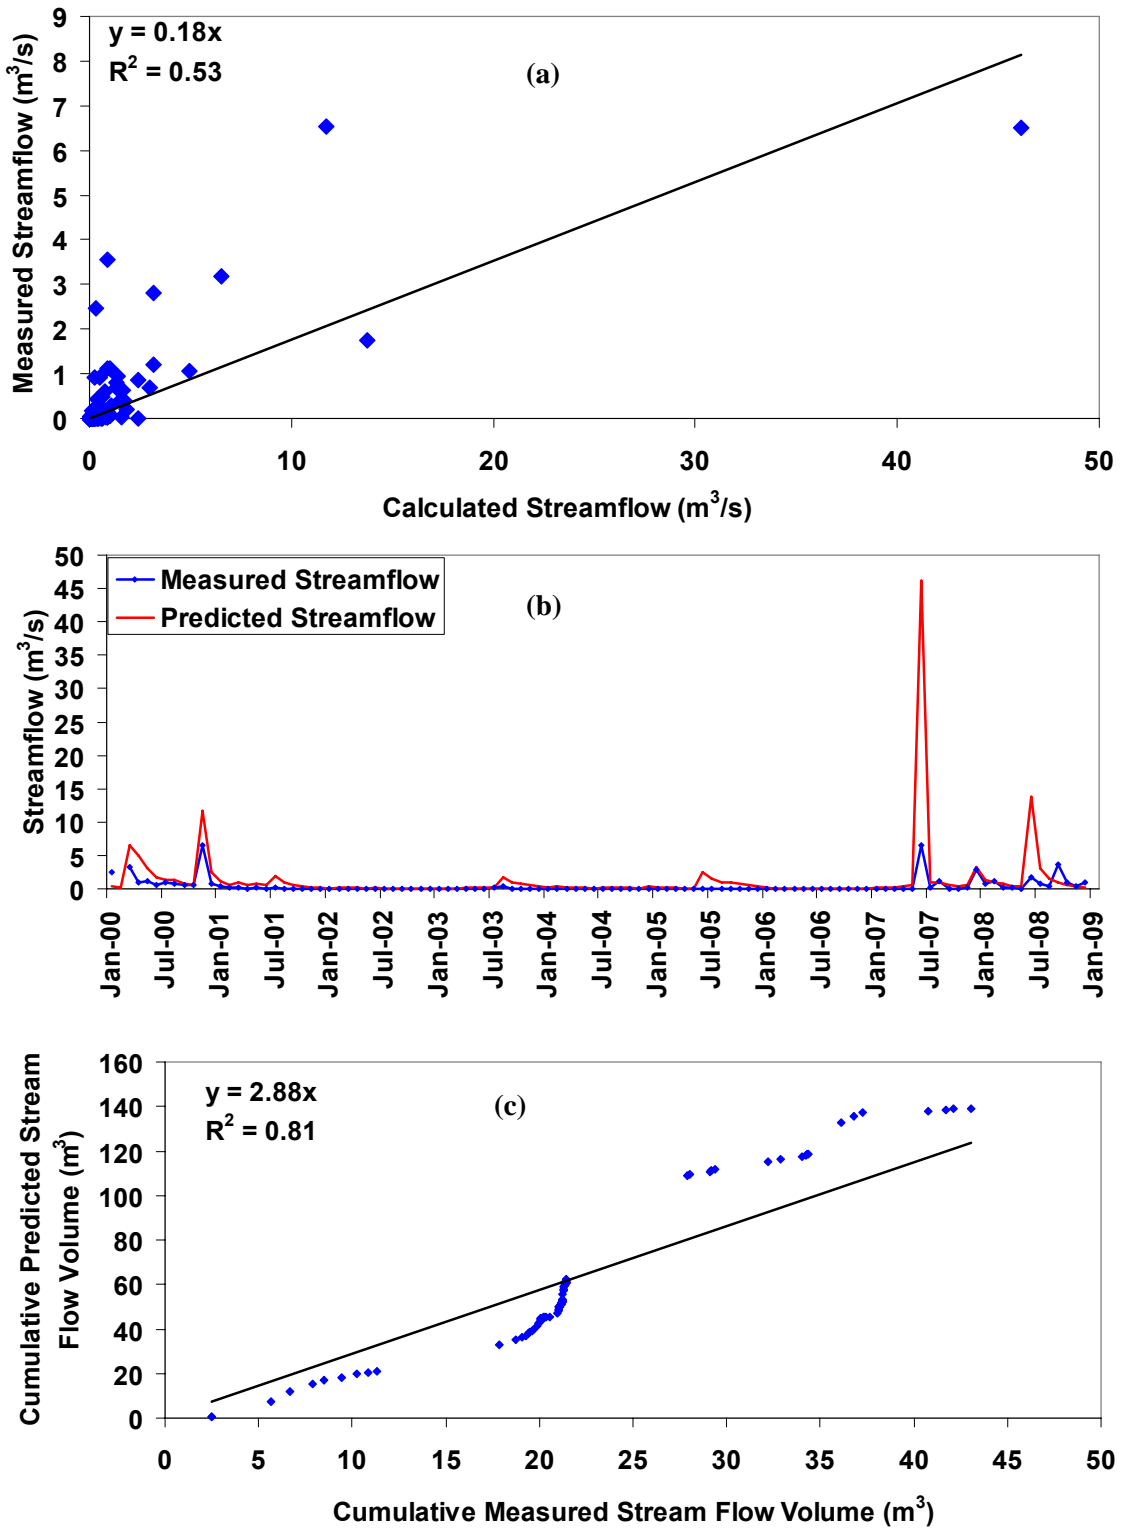 y = 0.18x
R² = 0.53
(a)
Measured Streamflow (m³/s)
9
8
7
6
5
4
3
2
1
0
0 10 20 30 40 50
Calculated Streamflow (m³/s)
Measured Streamflow
Predicted Streamflow
(b)
Streamflow (m³/s)
50
45
40
35
30
25
20
15
10
5
0
Jan-00 Jul-00 Jan-01 Jul-01 Jan-02 Jul-02 Jan-03 Jul-03 Jan-04 Jul-04 Jan-05 Jul-05 Jan-06 Jul-06 Jan-07 Jul-07 Jan-08 Jul-08 Jan-09
y = 2.88x
R² = 0.81
(c)
Cumulative Predicted Stream
Flow Volume (m³)
160
140
120
100
80
60
40
20
0
0 5 10 15 20 25 30 35 40 45 50
Cumulative Measured Stream Flow Volume (m³)